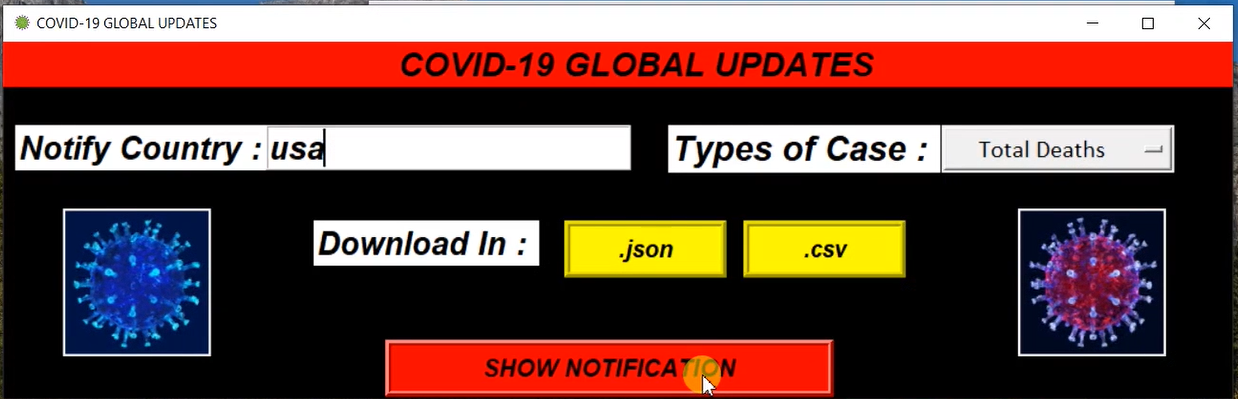 COVID-19 GLOBAL UPDATES
COVID-19 GLOBAL UPDATES
Notify Country : usa
Types of Case : Total Deaths
Download In : .json .csv
SHOW NOTIFICATION